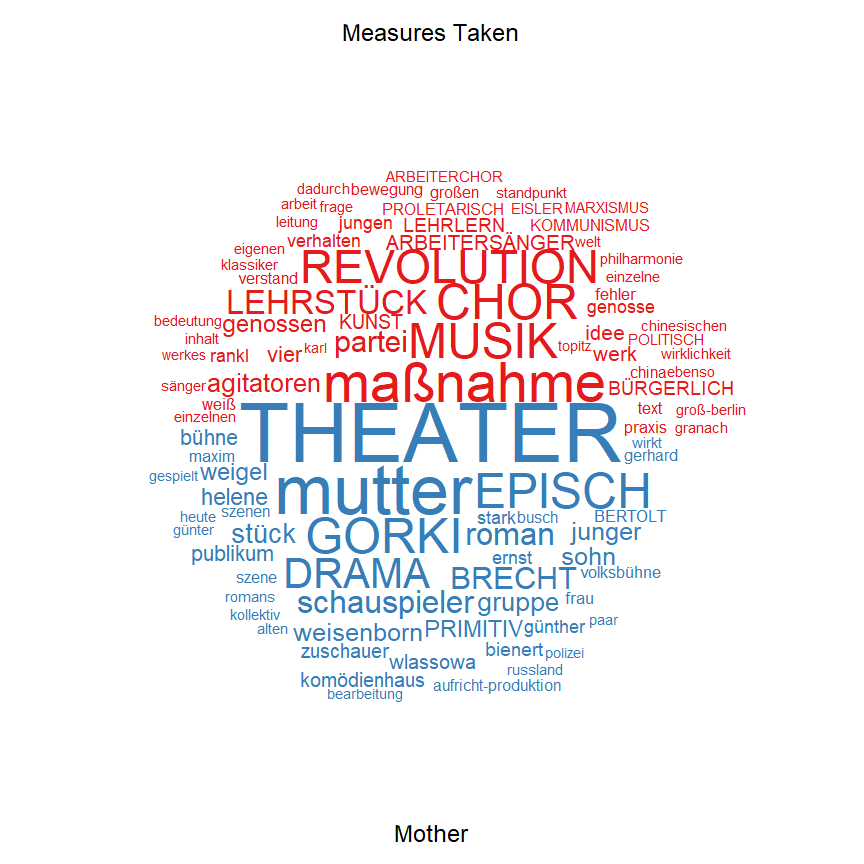 Measures Taken
ARBEITERCHOR
dadurch bewegung großen standpunkt
arbeit frage PROLETARISCH EISLER MARXISMUS
leitung jungen LEHRLERN KOMMUNISMUS
eigenen verhalten ARBEITERSÄNGER welt
klassiker REVOLUTION philharmonie
verstand einzelne
LEHRSTÜCK CHOR fehler
genosse
bedeutung genossen KUNST MUSIK idee chinesischen
inhalt partei topitz POLITISCH
werkes rankl vier karl werk wirklichkeit
china ebenso
sänger agitatoren maßnahme BÜRGERLICH
weiß text groß-berlin
einzelnen praxis granach
bühne THEATER wirkt
maxim gerhard
gespielt weigel mutter EPISCH
helene
heute szenen stark busch BERTOLT
günter stück GORKI roman junger
publikum ernst sohn
szene DRAMA BRECHT volksbühne
romans schauspieler gruppe frau
kollektiv
alten weisenborn PRIMITIV günther paar
zuschauer wlassowa bienert polizei
russland
komödienhaus aufricht-produktion
bearbeitung
Mother